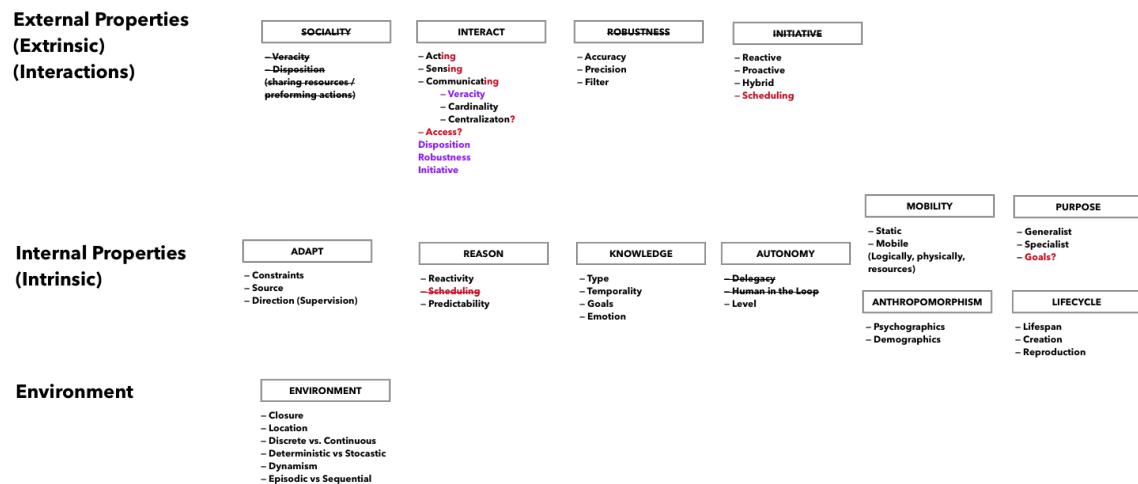 External Properties
(Extrinsic)
(Interactions)
SOCIALITY
– Veracity
– Disposition
(sharing resources /
preforming actions)
INTERACT
– Acting
– Sensing
– Communicating
– Veracity
– Cardinality
– Centralizaton?
– Access?
Disposition
Robustness
Initiative
ROBUSTNESS
– Accuracy
– Precision
– Filter
INITIATIVE
– Reactive
– Proactive
– Hybrid
– Scheduling
Internal Properties
(Intrinsic)
ADAPT
– Constraints
– Source
– Direction (Supervision)
REASON
– Reactivity
– Scheduling
– Predictability
KNOWLEDGE
– Type
– Temporality
– Goals
– Emotion
AUTONOMY
– Delegacy
– Human in the Loop
– Level
MOBILITY
– Static
– Mobile
(Logically, physically,
resources)
PURPOSE
– Generalist
– Specialist
– Goals?
ANTHROPOMORPHISM
– Psychographics
– Demographics
LIFECYCLE
– Lifespan
– Creation
– Reproduction
Environment
ENVIRONMENT
– Closure
– Location
– Discrete vs. Continuous
– Deterministic vs Stocastic
– Dynamism
– Episodic vs Sequential